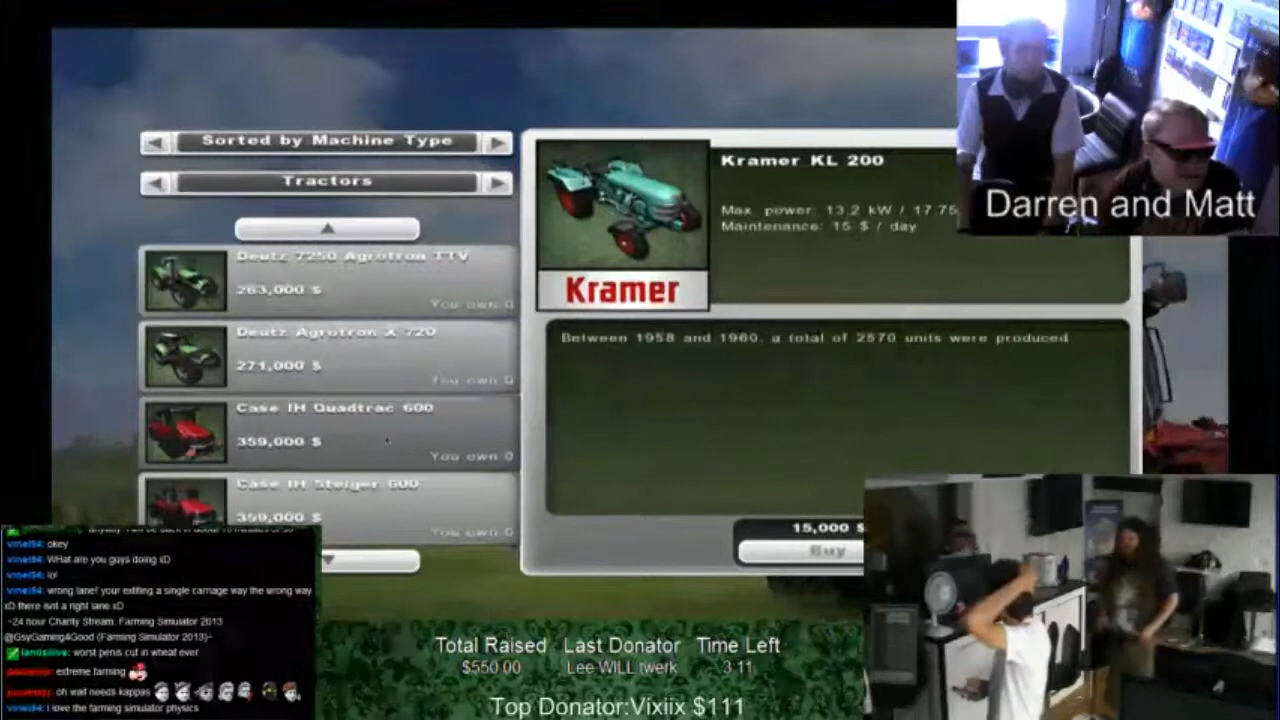 Sorted by Machine Type
Tractors
Deutz 7250 Agrotron TTV
263,000 $
You own 0
Deutz Agrotron X 720
271,000 $
You own 0
Case IH Quadtrac 600
359,000 $
You own 0
Case IH Steiger 600
359,000 $
You own 0
Kramer KL 200
Max power: 13.2 kW / 17.75
Maintenance: 15 $ / day
Kramer
Between 1958 and 1960, a total of 2570 units were produced
15,000 $
Buy
Darren and Matt
okey
WHat are you guys doing xD
lol
wrong lane! your exiting a single carriage way the wrong way
xD there isnt a right lane xD
~24 hour Charity Stream. Farming Simulator 2013
@GsyGaming4Good (Farming Simulator 2013)~
worst penis cut in wheat ever
extreme farming
oh wait needs kappas
i love the farming simulator physics
Total Raised Last Donator Time Left
$550.00 Lee WILL twerk 3:11
Top Donator:Vixiix $111